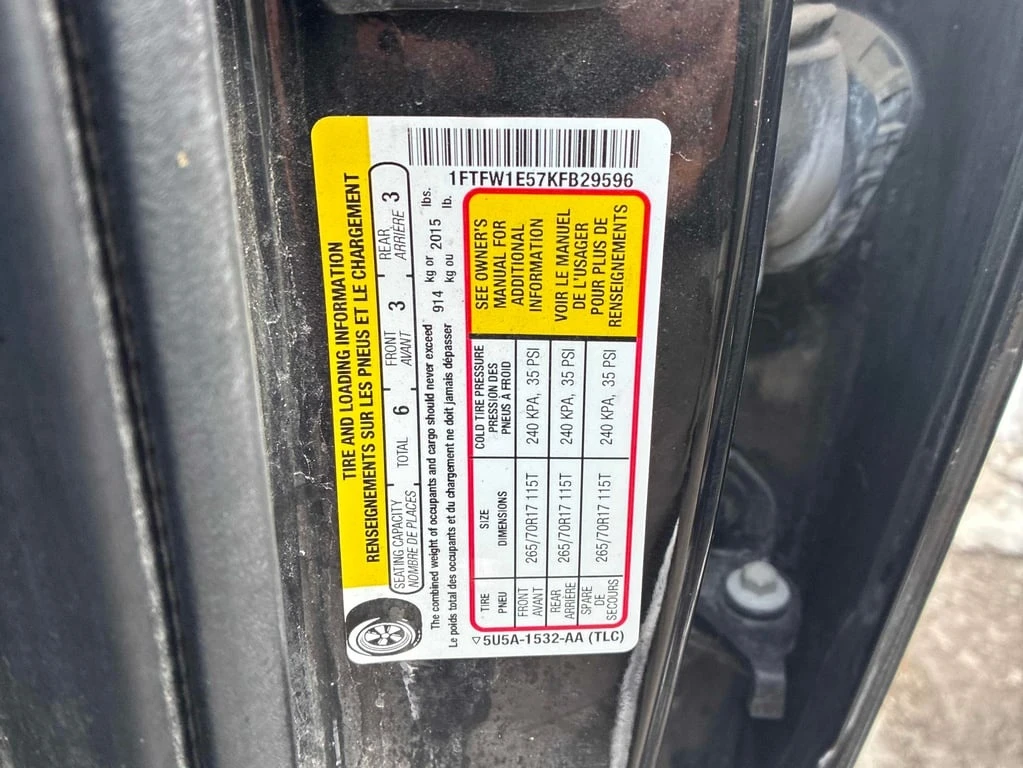 1FTFW1E57KFB29596
TIRE AND LOADING INFORMATION
RENSEIGNEMENTS SUR LES PNEUS ET LE CHARGEMENT
SEATING CAPACITY TOTAL 6 FRONT 3 REAR 3
NOMBRE DE PLACES AVANT ARRIÈRE
The combined weight of occupants and cargo should never exceed 914 kg or 2015 lbs.
Le poids total des occupants et du chargement ne doit jamais dépasser kg ou lb.
TIRE SIZE COLD TIRE PRESSURE
PNEU DIMENSIONS PRESSION DES
PNEUS À FROID
FRONT
AVANT 265/70R17 115T 240 KPA, 35 PSI
REAR
ARRIÈRE 265/70R17 115T 240 KPA, 35 PSI
SPARE
DE
SECOURS 265/70R17 115T 240 KPA, 35 PSI
SEE OWNER'S
MANUAL FOR
ADDITIONAL
INFORMATION
VOIR LE MANUEL
DE L'USAGER
POUR PLUS DE
RENSEIGNEMENTS
▽5U5A-1532-AA (TLC)